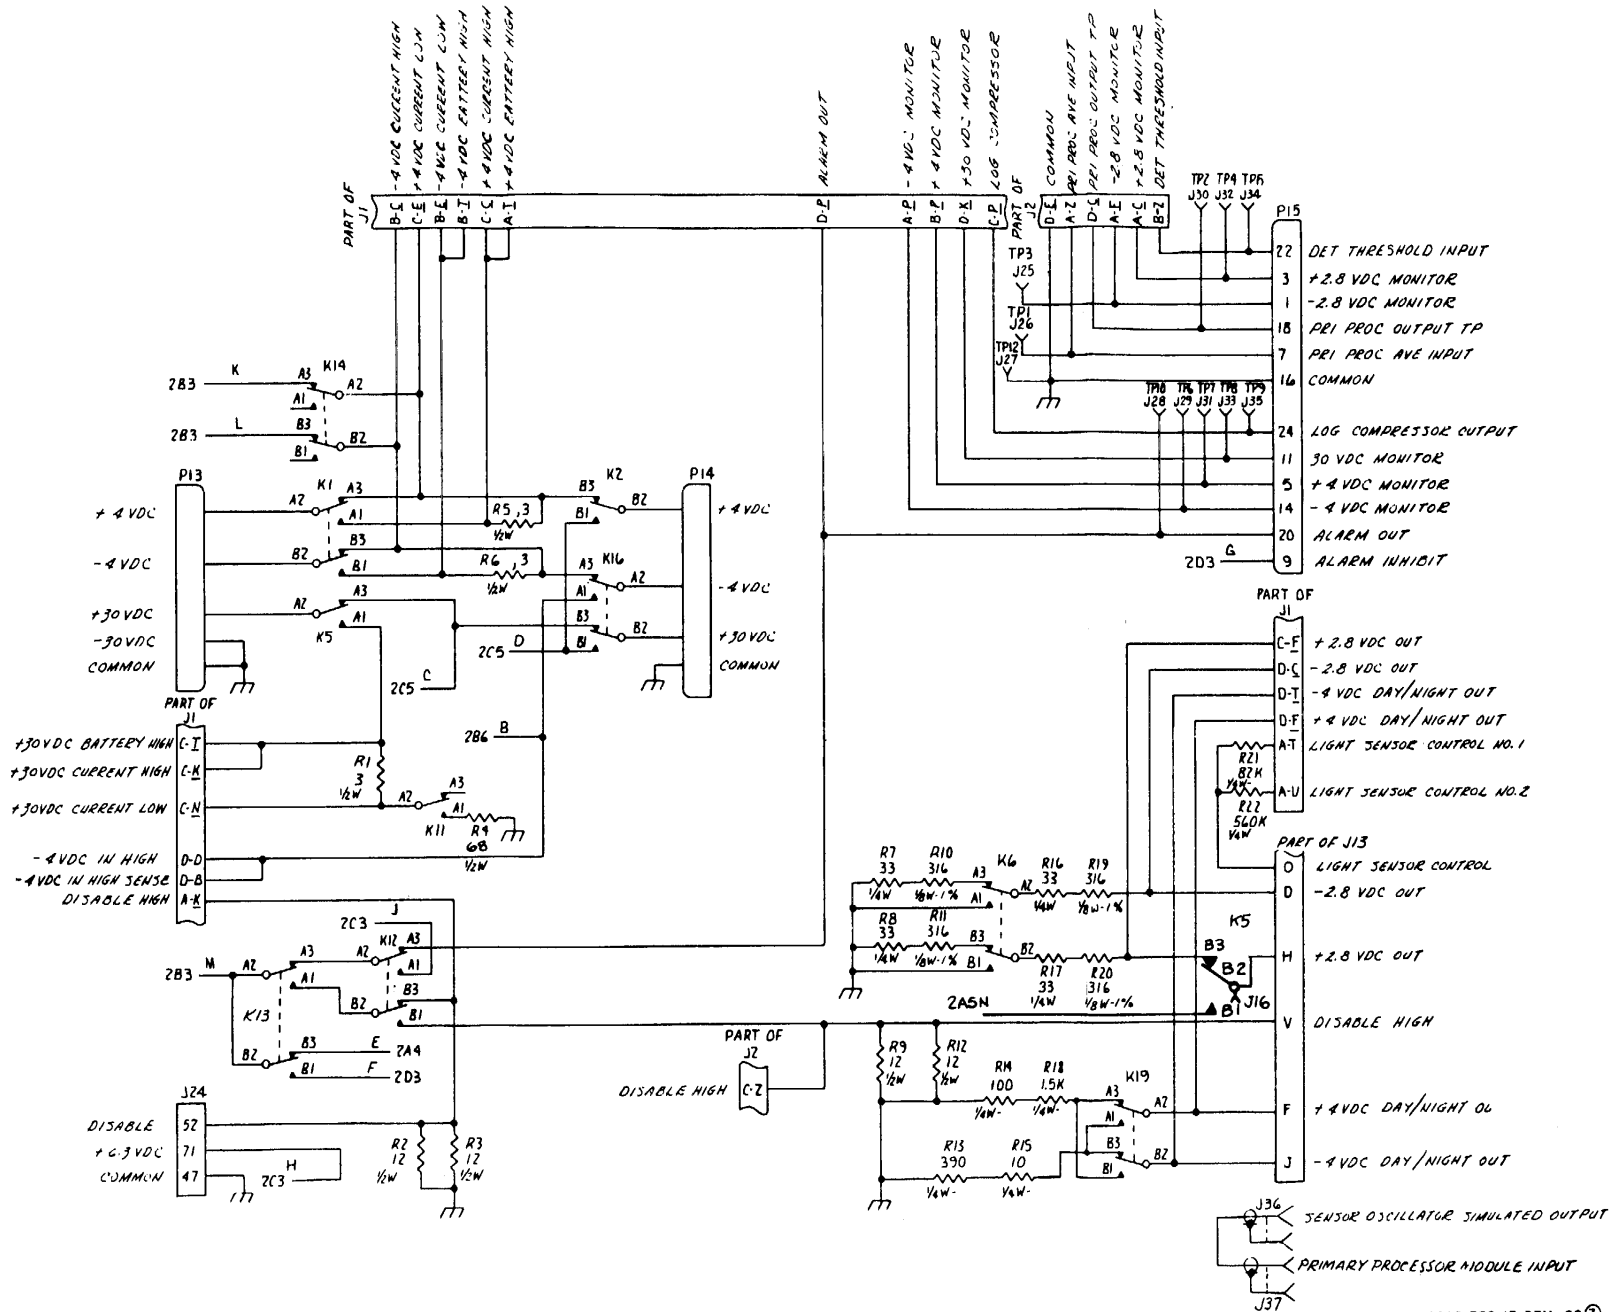 -4 VDC CURRENT HIGH
+4 VDC CURRENT LOW
-4 VDC CURRENT LOW
-4 VDC BATTERY HIGH
+4 VDC CURRENT HIGH
+4 VDC BATTERY HIGH
ALARM OUT
-4 VDC MONITOR
+4 VDC MONITOR
+30 VDC MONITOR
LOG COMPRESSOR
COMMON
PRI PROC AVE INPUT
PRI PROC OUTPUT TP
-2.8 VDC MONITOR
+2.8 VDC MONITOR
DET THRESHOLD INPUT
PART OF J1
B-C C-E B-E B-T C-C A-T D-P A-P B-P D-K C-P
PART OF J2
D-E A-Z D-C A-F A-C B-Z
TP2 TP4 TP5
J30 J32 J34
P15
22 DET THRESHOLD INPUT
TP3
J25
3 +2.8 VDC MONITOR
1 -2.8 VDC MONITOR
TP1
J26
18 PRI PROC OUTPUT TP
TP12
J27
7 PRI PROC AVE INPUT
16 COMMON
TP10 TP6 TP7 TP8 TP9
J28 J29 J31 J33 J35
24 LOG COMPRESSOR OUTPUT
11 30 VDC MONITOR
5 +4 VDC MONITOR
14 -4 VDC MONITOR
20 ALARM OUT
2D3 G 9 ALARM INHIBIT
2B3 K A3 K14 A2
A1
2B3 L B3 B2
B1
P13 K1 A3 K2 B3 B2 P14
+4 VDC A2 A1 R5 ,3 1/2W B1 +4 VDC
-4 VDC B2 B3 B1 R6 ,3 1/2W A3 K16 A2 A1 -4 VDC
+30VDC A2 A3 A1 K5 B3 B2 B1 +30VDC
-30VDC
COMMON
2C5 D
2C5 C
COMMON
PART OF
J1
2B6 B
+30VDC BATTERY HIGH C-T
+30VDC CURRENT HIGH C-K
R1
3
1/2W
+30VDC CURRENT LOW C-N
A2 A3 A1 K11 R4
68
1/2W
-4VDC IN HIGH D-D
-4VDC IN HIGH SENSE D-B
DISABLE HIGH A-K
PART OF
J1
C-F +2.8 VDC OUT
D-C -2.8 VDC OUT
D-T -4 VDC DAY/NIGHT OUT
D-F +4 VDC DAY/NIGHT OUT
A-T LIGHT SENSOR CONTROL NO.1
R21
82K
1/4W-
A-U LIGHT SENSOR CONTROL NO.2
R22
560K
1/4W
PART OF J13
O LIGHT SENSOR CONTROL
D -2.8 VDC OUT
R7 R10 A3 K6 A2 R16 R19
33 316 33 316
1/4W 1/8W-1% A1 1/4W 1/8W-1%
R8 R11 B3
33 316 B2
1/4W 1/8W-1% B1
R17 R20
33 316
1/4W 1/8W-1%
K5
B3
B2
J16
B1
H +2.8 VDC OUT
2A5N
V DISABLE HIGH
J
2C3
2B3 M A2 A3 A2 K12 A3
A1 A1
B3
K13 B2 B1
B2 B3 E 2A4
B1 F 2D3
PART OF
J2
DISABLE HIGH C-Z
R9
12
1/2W
R12
12
1/2W
R14 R18 K19
100 1.5K A3 A2
1/4W- 1/4W- A1
F +4 VDC DAY/NIGHT OU
R13 R15 B3
390 10 B2
1/4W- 1/4W- B1
J -4 VDC DAY/NIGHT OUT
J24
DISABLE 52
+6.3 VDC 71
COMMON 47
H
2C3
R2
12
1/2W
R3
12
1/2W
J36
SENSOR OSCILLATOR SIMULATED OUTPUT
PRIMARY PROCESSOR MODULE INPUT
J37